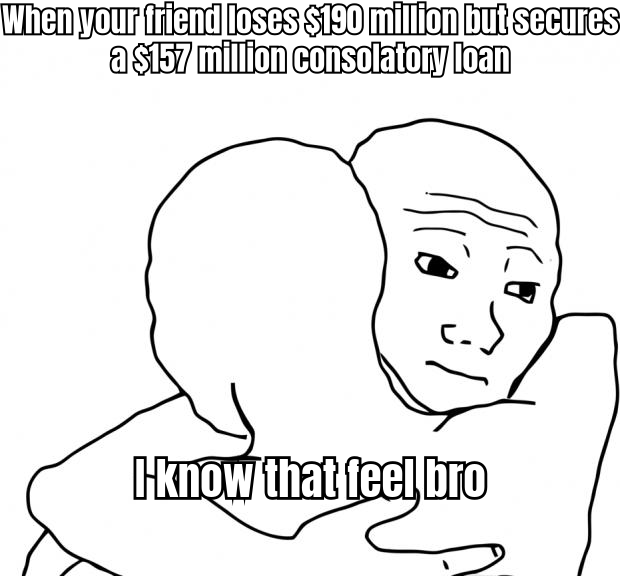 When your friend loses $190 million but secures
a $157 million consolatory loan
I know that feel bro